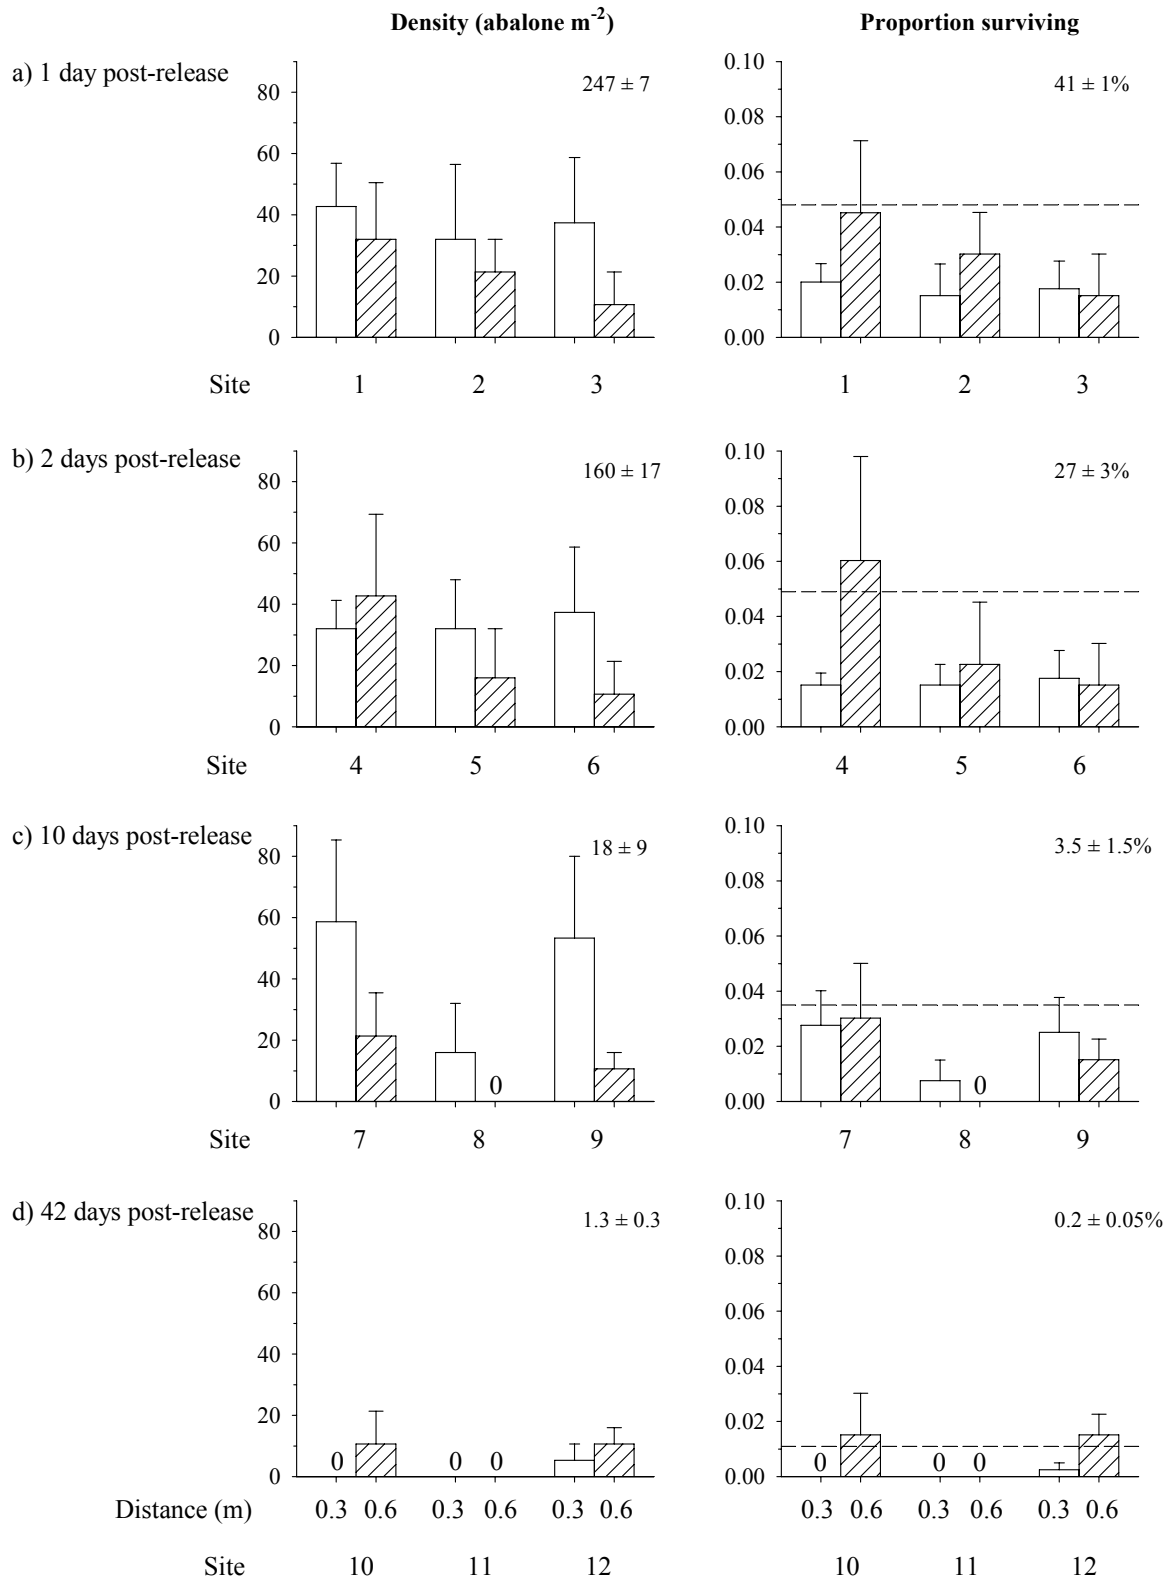 Density (abalone m-2) Proportion surviving
a) 1 day post-release
247 ± 7
41 ± 1%
80
60
40
20
0
0.10
0.08
0.06
0.04
0.02
0.00
Site 1 2 3 1 2 3
b) 2 days post-release
160 ± 17
27 ± 3%
80
60
40
20
0
0.10
0.08
0.06
0.04
0.02
0.00
Site 4 5 6 4 5 6
c) 10 days post-release
18 ± 9
3.5 ± 1.5%
80
60
40
20
0
0
0.10
0.08
0.06
0.04
0.02
0.00
0
Site 7 8 9 7 8 9
d) 42 days post-release
1.3 ± 0.3
0.2 ± 0.05%
80
60
40
20
0
0 0 0
0.10
0.08
0.06
0.04
0.02
0.00
0 0 0
Distance (m) 0.3 0.6 0.3 0.6 0.3 0.6 0.3 0.6 0.3 0.6 0.3 0.6
Site 10 11 12 10 11 12